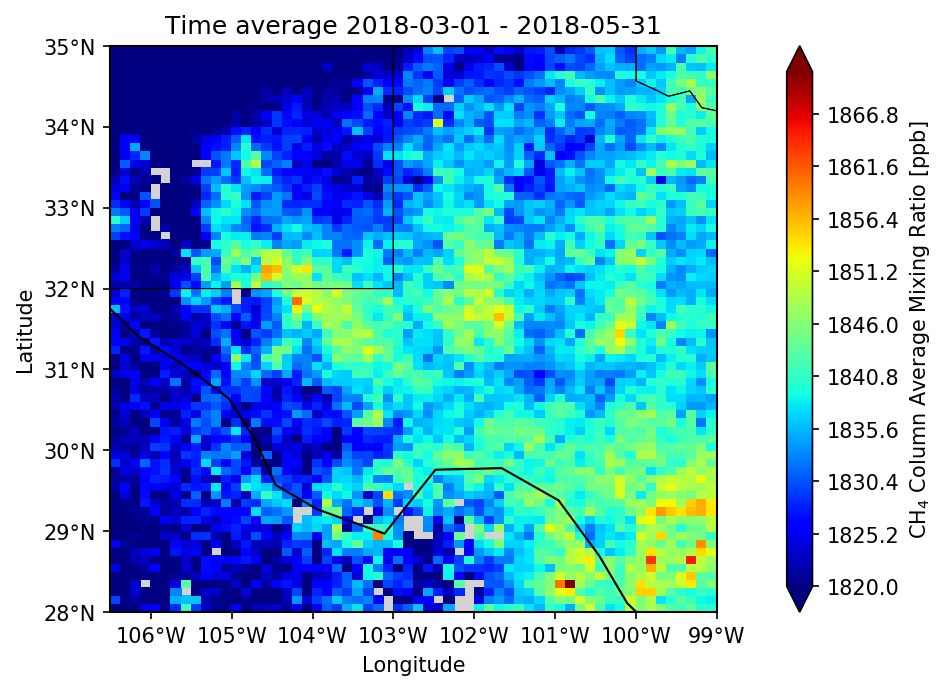 Time average 2018-03-01 - 2018-05-31
35°N
34°N
33°N
32°N
31°N
30°N
29°N
28°N
Latitude
106°W 105°W 104°W 103°W 102°W 101°W 100°W 99°W
Longitude
1866.8
1861.6
1856.4
1851.2
1846.0
1840.8
1835.6
1830.4
1825.2
1820.0
CH₄ Column Average Mixing Ratio [ppb]